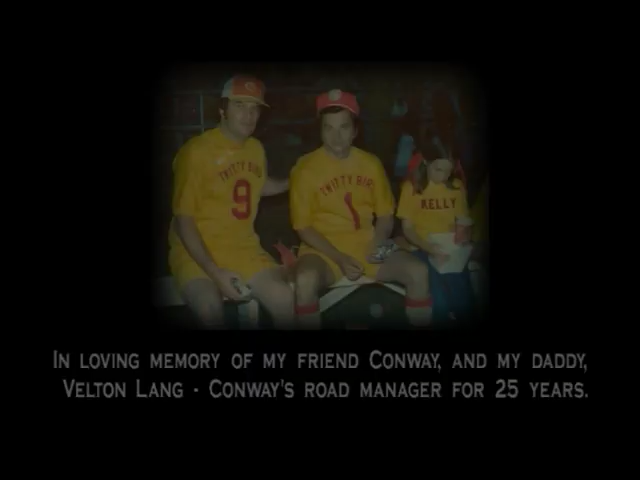 TWITTY BIRD
9
TWITTY BIRD
1
KELLY
IN LOVING MEMORY OF MY FRIEND CONWAY, AND MY DADDY,
VELTON LANG - CONWAY'S ROAD MANAGER FOR 25 YEARS.